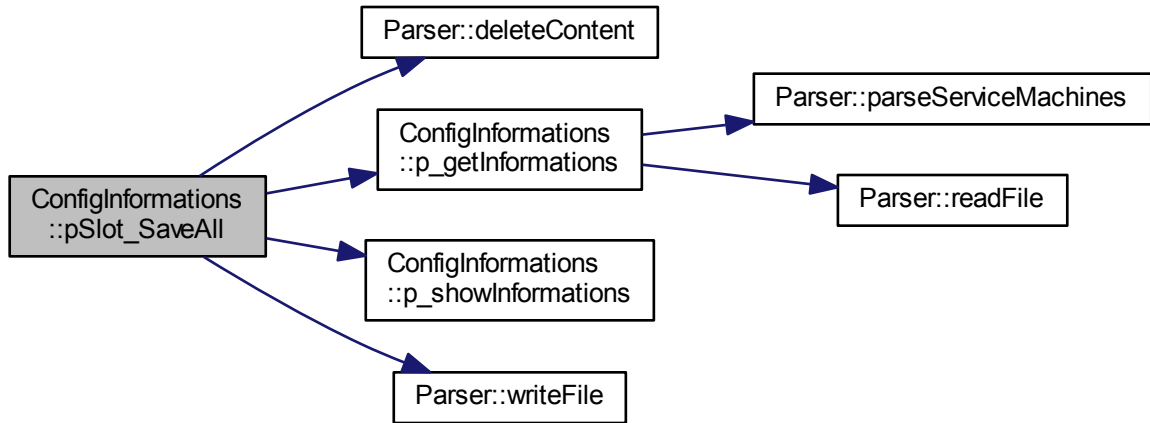 Parser::deleteContent
Parser::parseServiceMachines
ConfigInformations
::p_getInformations
ConfigInformations
::pSlot_SaveAll
Parser::readFile
ConfigInformations
::p_showInformations
Parser::writeFile